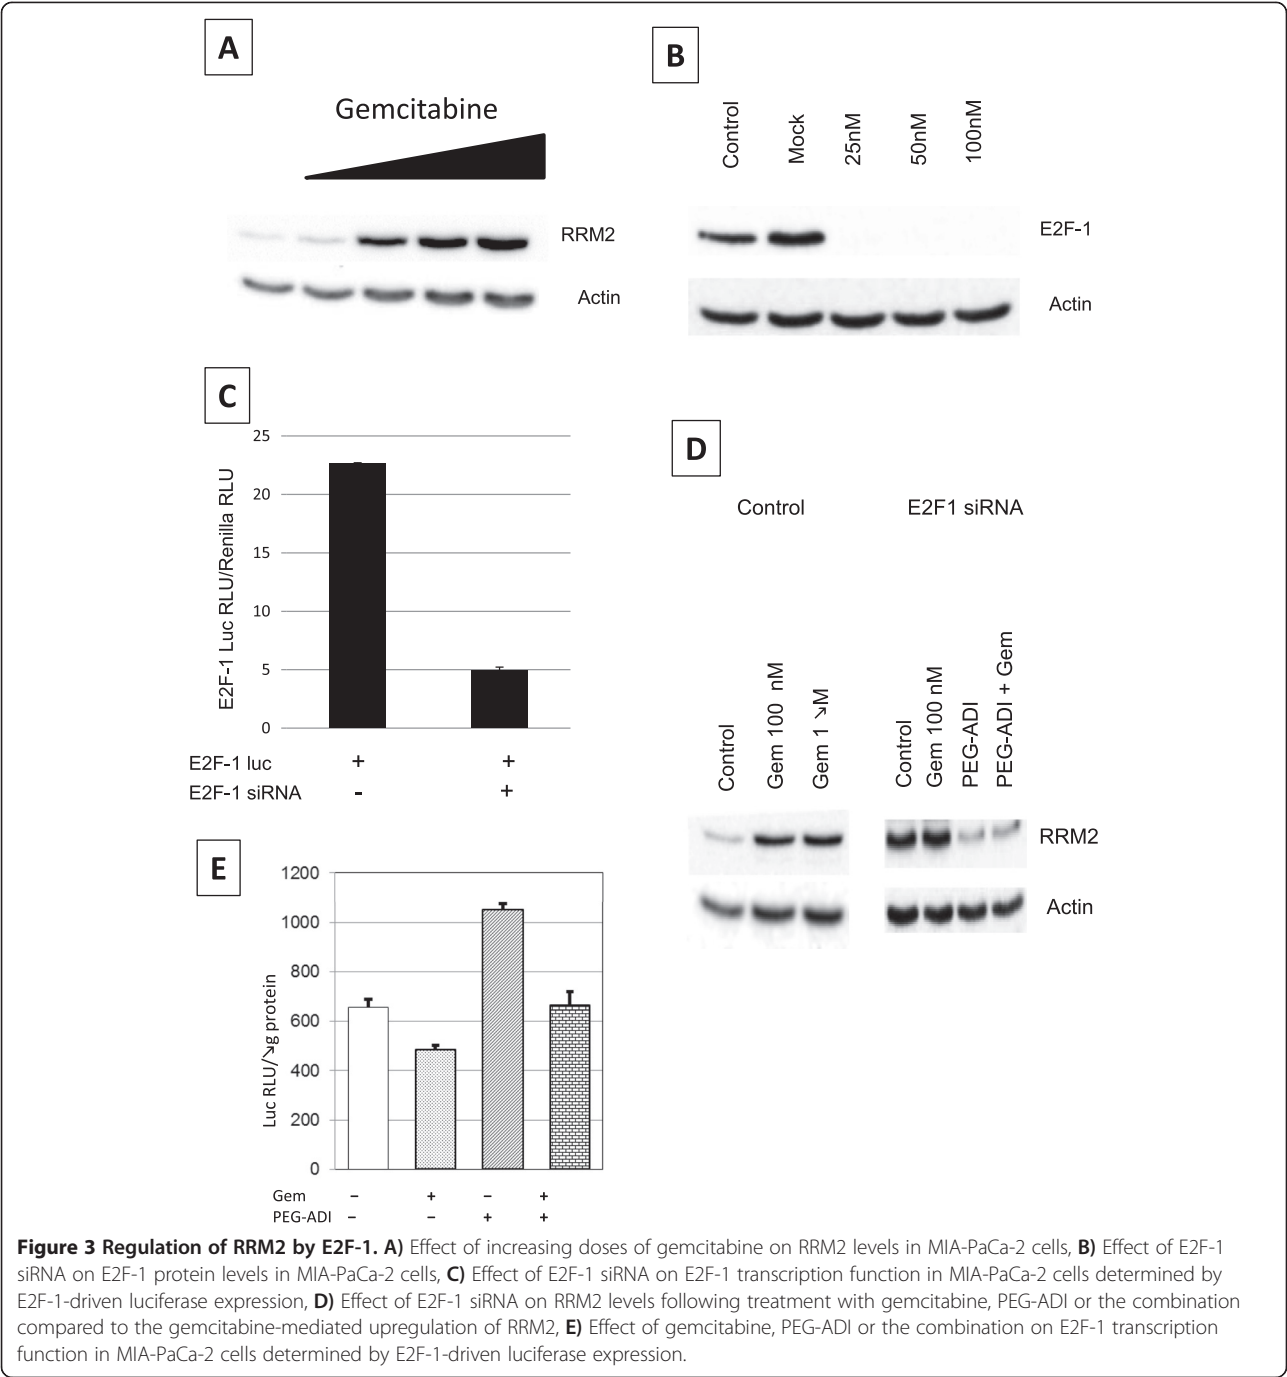 A
Gemcitabine
RRM2
Actin
B
Control
Mock
25nM
50nM
100nM
E2F-1
Actin
C
E2F-1 Luc RLU/Renilla RLU
25
20
15
10
5
0
E2F-1 luc + +
E2F-1 siRNA - +
D
Control E2F1 siRNA
Control
Gem 100 nM
Gem 1 ↘M
Control
Gem 100 nM
PEG-ADI
PEG-ADI + Gem
RRM2
Actin
E
Luc RLU/↘g protein
1200
1000
800
600
400
200
0
Gem – + – +
PEG-ADI – – + +
Figure 3 Regulation of RRM2 by E2F-1. A) Effect of increasing doses of gemcitabine on RRM2 levels in MIA-PaCa-2 cells, B) Effect of E2F-1
siRNA on E2F-1 protein levels in MIA-PaCa-2 cells, C) Effect of E2F-1 siRNA on E2F-1 transcription function in MIA-PaCa-2 cells determined by
E2F-1-driven luciferase expression, D) Effect of E2F-1 siRNA on RRM2 levels following treatment with gemcitabine, PEG-ADI or the combination
compared to the gemcitabine-mediated upregulation of RRM2, E) Effect of gemcitabine, PEG-ADI or the combination on E2F-1 transcription
function in MIA-PaCa-2 cells determined by E2F-1-driven luciferase expression.